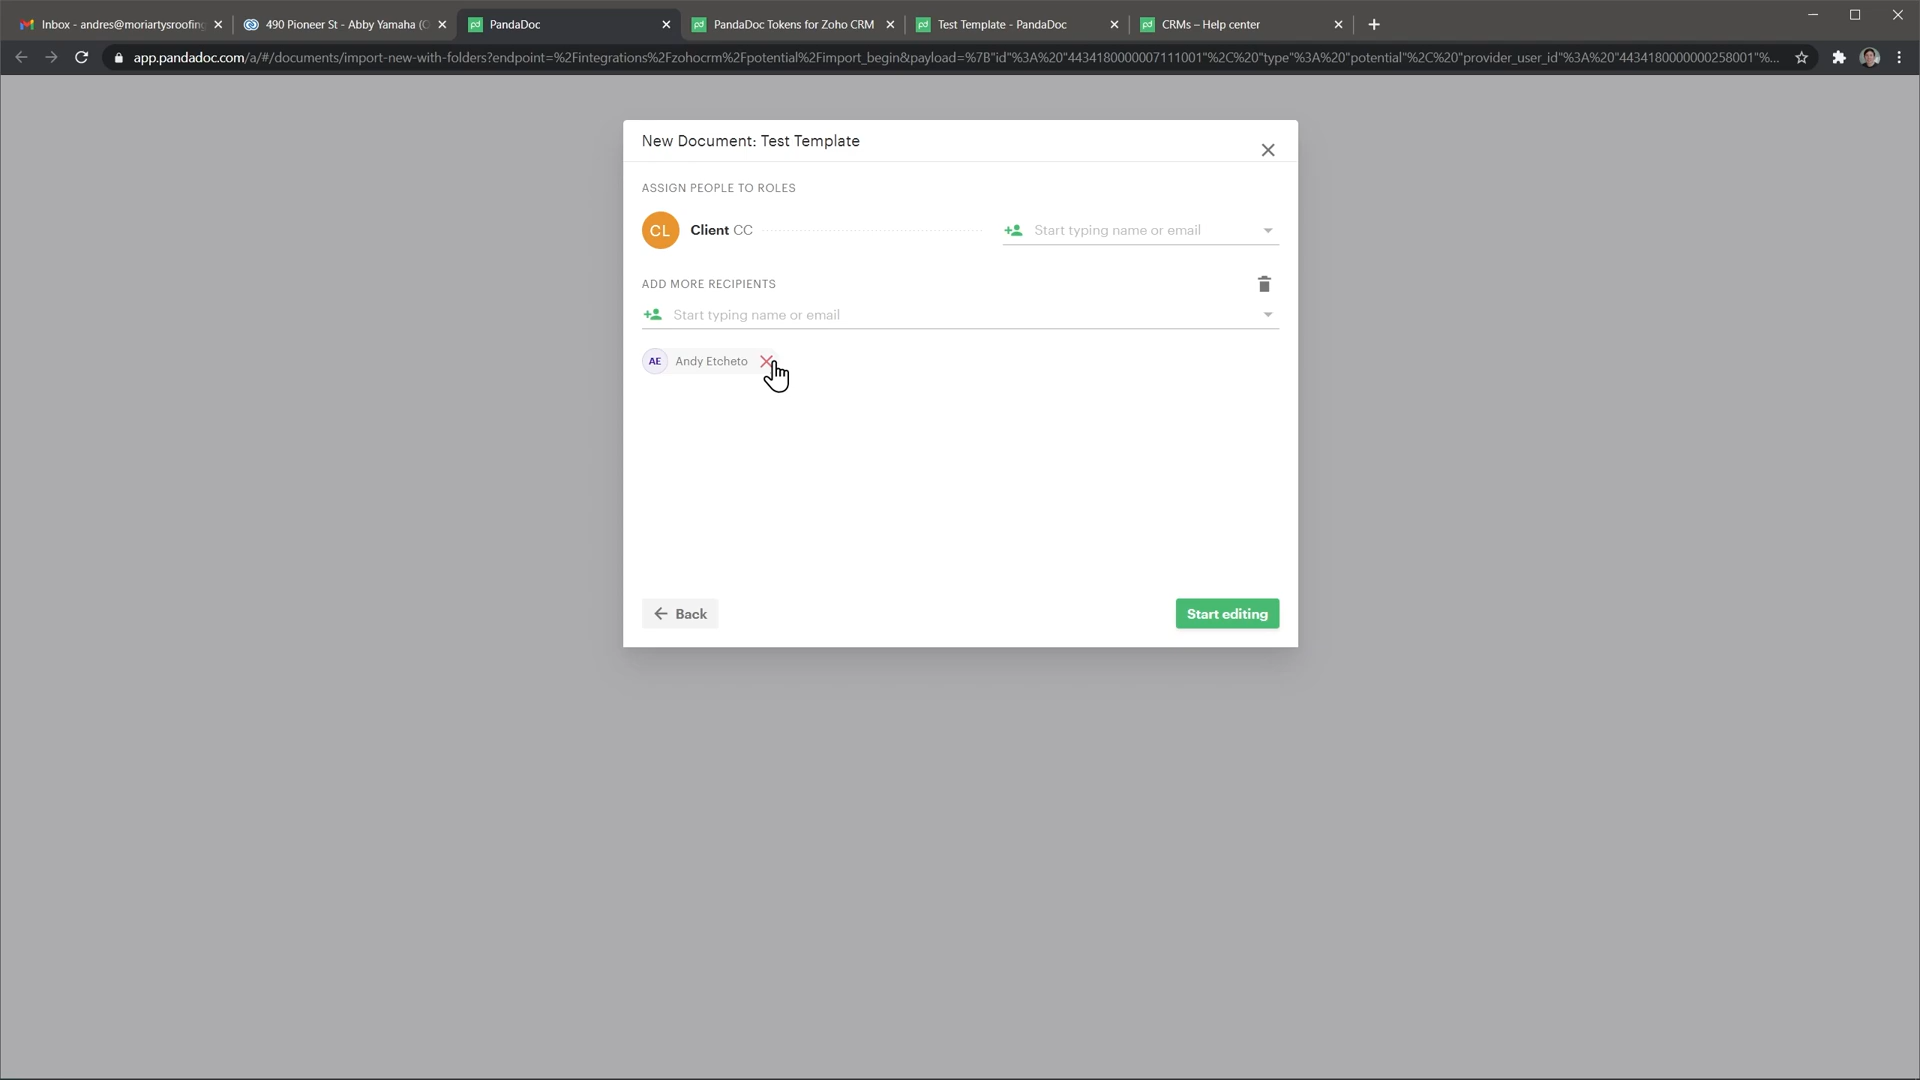 Inbox - andres@moriartysroofing
490 Pioneer St - Abby Yamaha (O
PandaDoc
PandaDoc Tokens for Zoho CRM
Test Template - PandaDoc
CRMs – Help center
app.pandadoc.com/a/#/documents/import-new-with-folders?endpoint=%2Fintegrations%2Fzohocrm%2Fpotential%2Fimport_begin&payload=%7B"id"%3A%20"4434180000007111001"%2C%20"type"%3A%20"potential"%2C%20"provider_user_id"%3A%20"4434180000000258001"%...
New Document: Test Template
ASSIGN PEOPLE TO ROLES
CL Client CC Start typing name or email
ADD MORE RECIPIENTS
Start typing name or email
AE Andy Etcheto
Back
Start editing